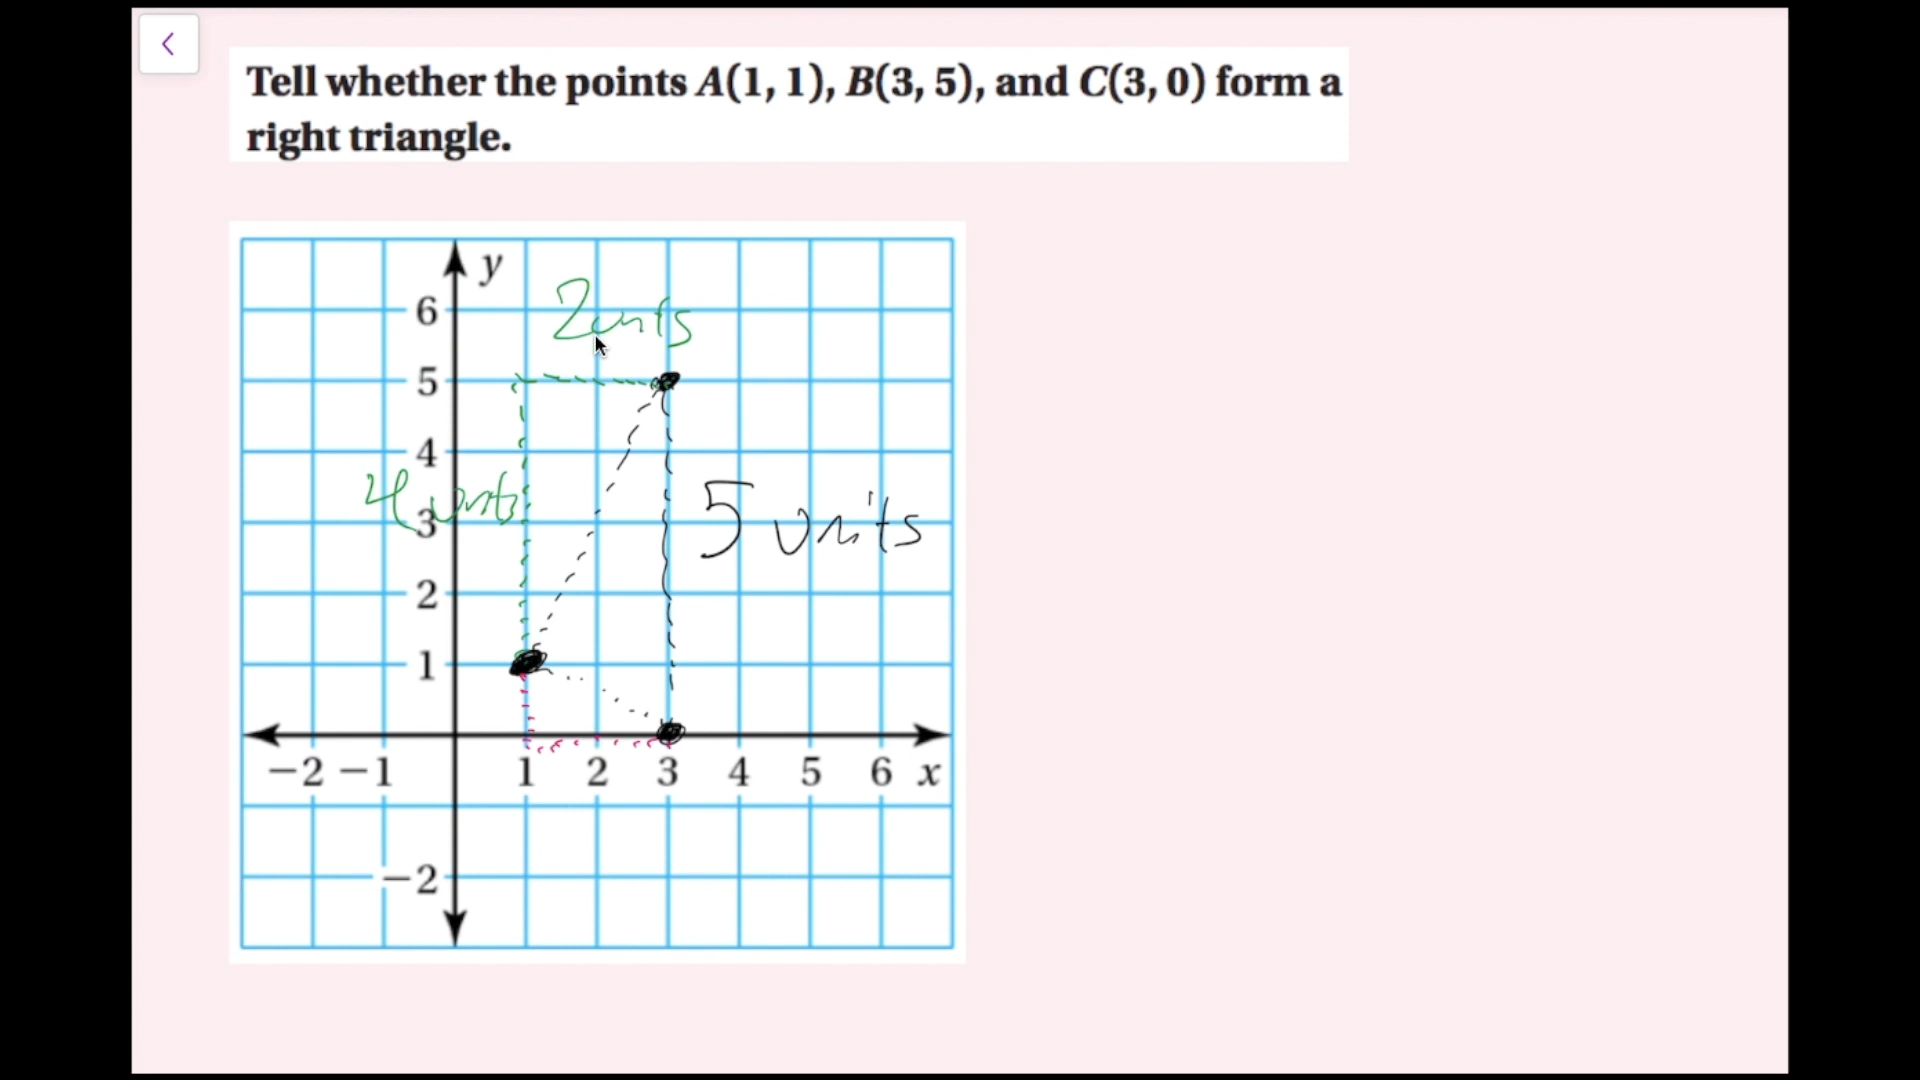 Tell whether the points A(1, 1), B(3, 5), and C(3, 0) form a
right triangle.
y
2 units
6
5
4
4 units
5 units
3
2
1
−2 −1 1 2 3 4 5 6 x
−2